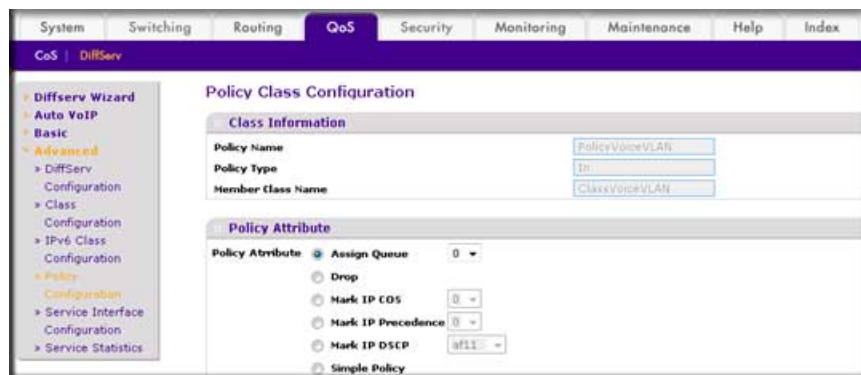 System Switching Routing QoS Security Monitoring Maintenance Help Index
CoS | DiffServ
Diffserv Wizard
Auto VoIP
Basic
Advanced
» DiffServ
Configuration
» Class
Configuration
» IPv6 Class
Configuration
» Policy
Configuration
» Service Interface
Configuration
» Service Statistics
Policy Class Configuration
Class Information
Policy Name PolicyVoiceVLAN
Policy Type In
Member Class Name ClassVoiceVLAN
Policy Attribute
Policy Attribute Assign Queue 0
Drop
Mark IP COS 0
Mark IP Precedence 0
Mark IP DSCP af11
Simple Policy